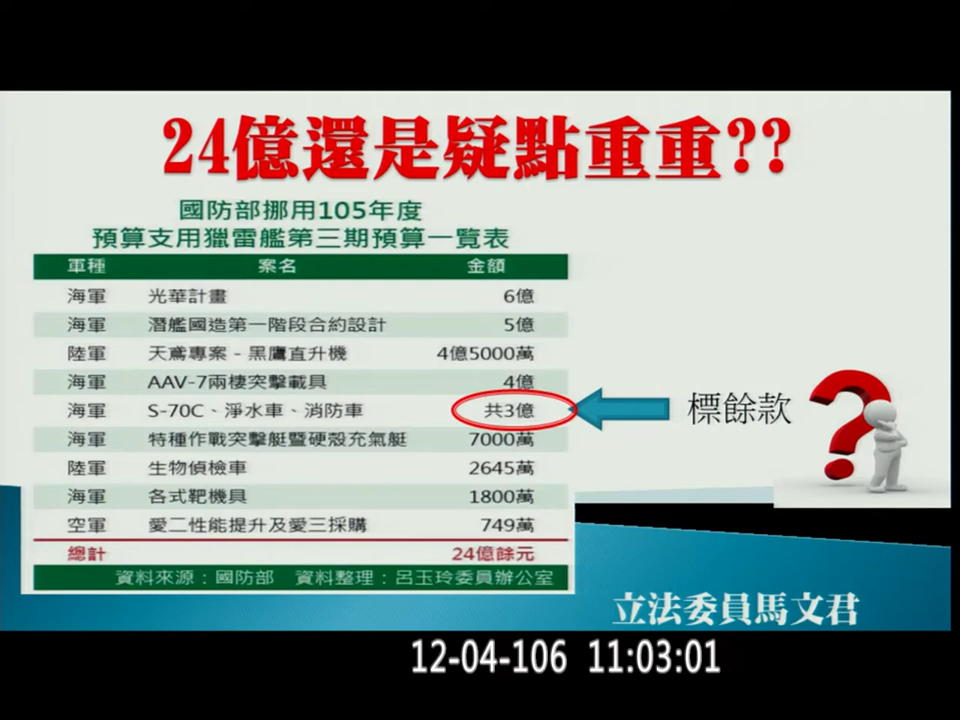 24億還是疑點重重??
國防部挪用105年度
預算支用獵雷艦第三期預算一覽表
軍種 案名 金額
海軍 光華計畫 6億
海軍 潛艦國造第一階段合約設計 5億
陸軍 天鳶專案-黑鷹直升機 4億5000萬
海軍 AAV-7兩棲突擊載具 4億
海軍 S-70C、淨水車、消防車 共3億
標餘款
海軍 特種作戰突擊艇暨硬殼充氣艇 7000萬
陸軍 生物偵檢車 2645萬
海軍 各式靶機具 1800萬
空軍 愛二性能提升及愛三採購 749萬
總計 24億餘元
資料來源:國防部 資料整理:呂玉玲委員辦公室
立法委員馬文君
12-04-106 11:03:01